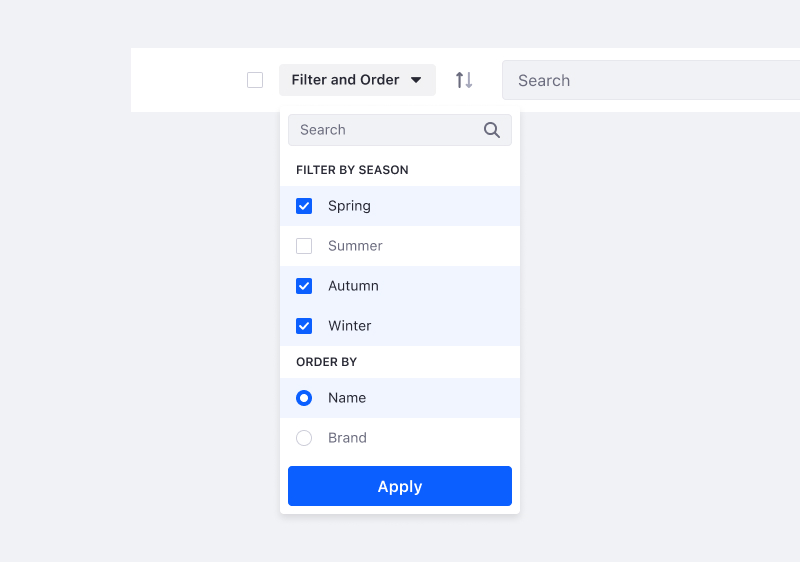 Filter and Order
Search
Search
FILTER BY SEASON
Spring
Summer
Autumn
Winter
ORDER BY
Name
Brand
Apply